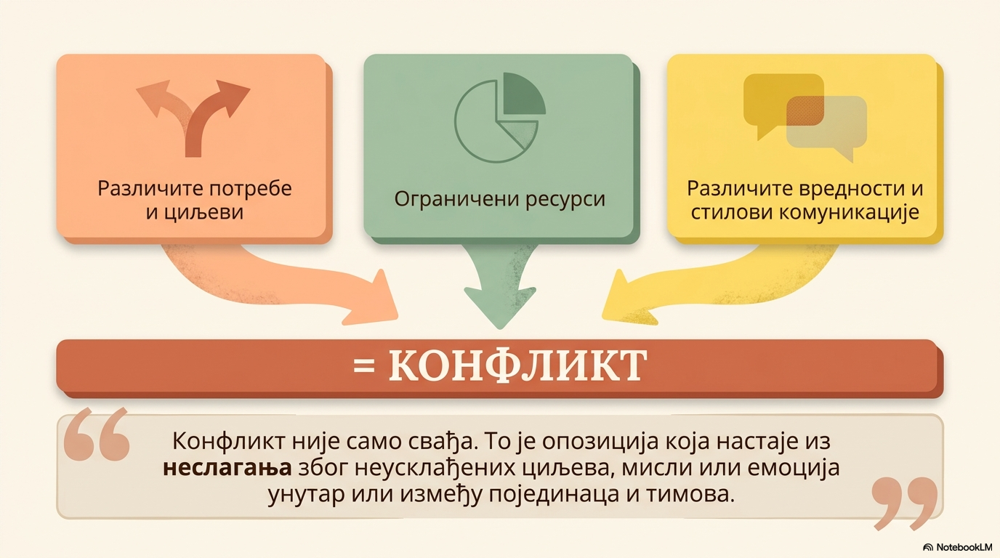 Различите потребе
и циљеви
Ограничени ресурси
Различите вредности и
стилови комуникације
= КОНФЛИКТ
“
Конфликт није само свађа. То је опозиција која настаје из
неслагања због неусклађених циљева, мисли или емоција
унутар или између појединаца и тимова.
”
NotebookLM